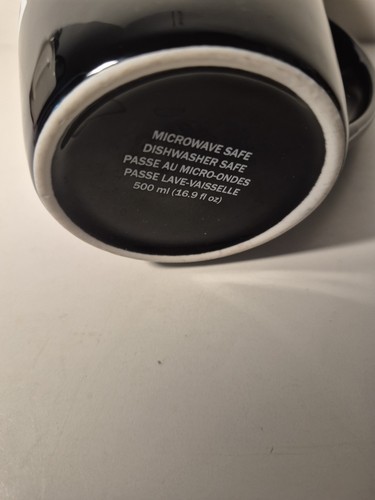 MICROWAVE SAFE
DISHWASHER SAFE
PASSE AU MICRO-ONDES
PASSE LAVE-VAISSELLE
500 ml (16.9 fl oz)